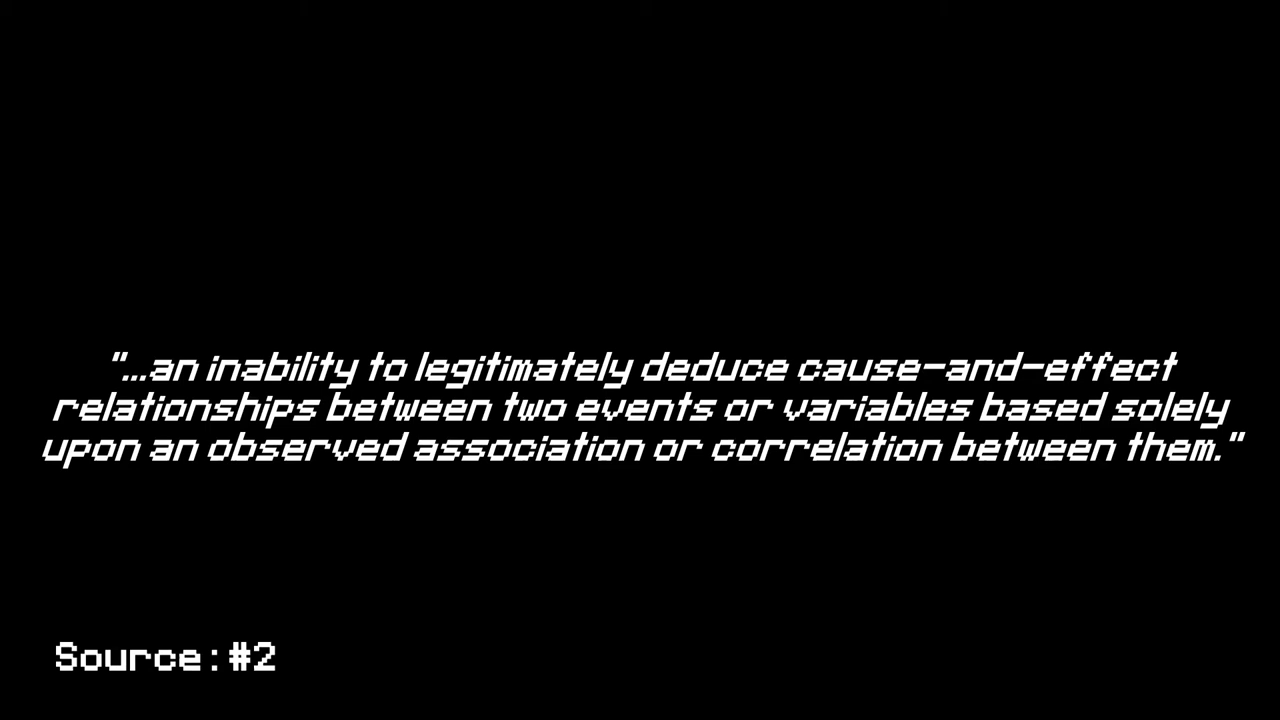 "...an inability to legitimately deduce cause-and-effect
relationships between two events or variables based solely
upon an observed association or correlation between them."
Source:#2